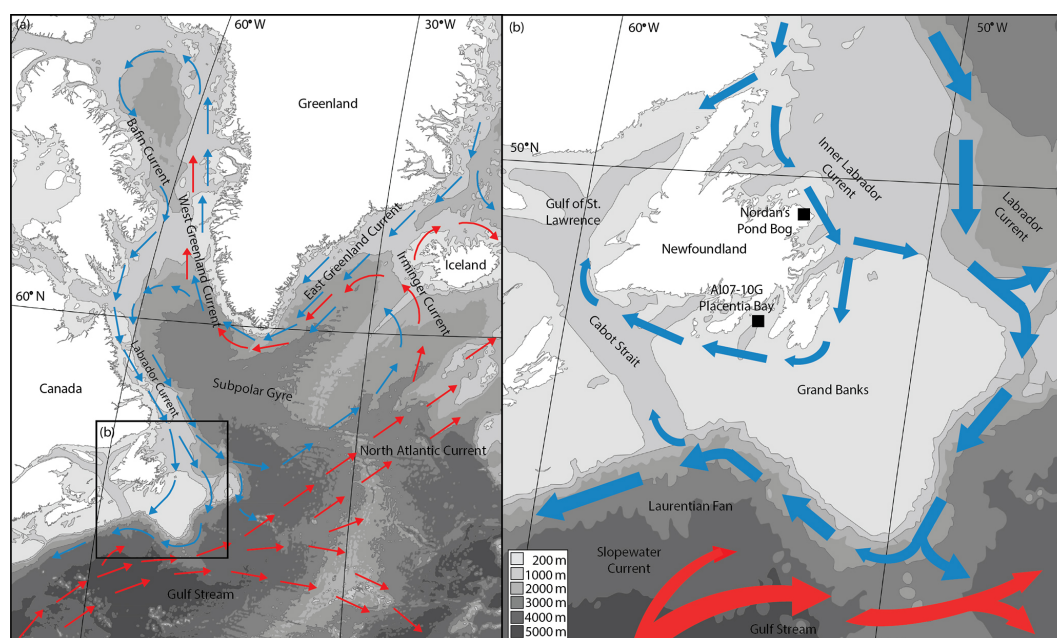 (a)
60°W
30°W
Greenland
Bafin Current
West Greenland Current
East Greenland Current
Irminger Current
Iceland
60°N
Labrador Current
Canada
Subpolar Gyre
(b)
North Atlantic Current
Gulf Stream
(b)
60°W
50°W
50°N
Inner Labrador
Current
Labrador
Current
Gulf of St.
Lawrence
Nordan's
Pond Bog
Newfoundland
AI07-10G
Placentia Bay
Cabot Strait
Grand Banks
Laurentian Fan
Slopewater
Current
Gulf Stream
200 m
1000 m
2000 m
3000 m
4000 m
5000 m